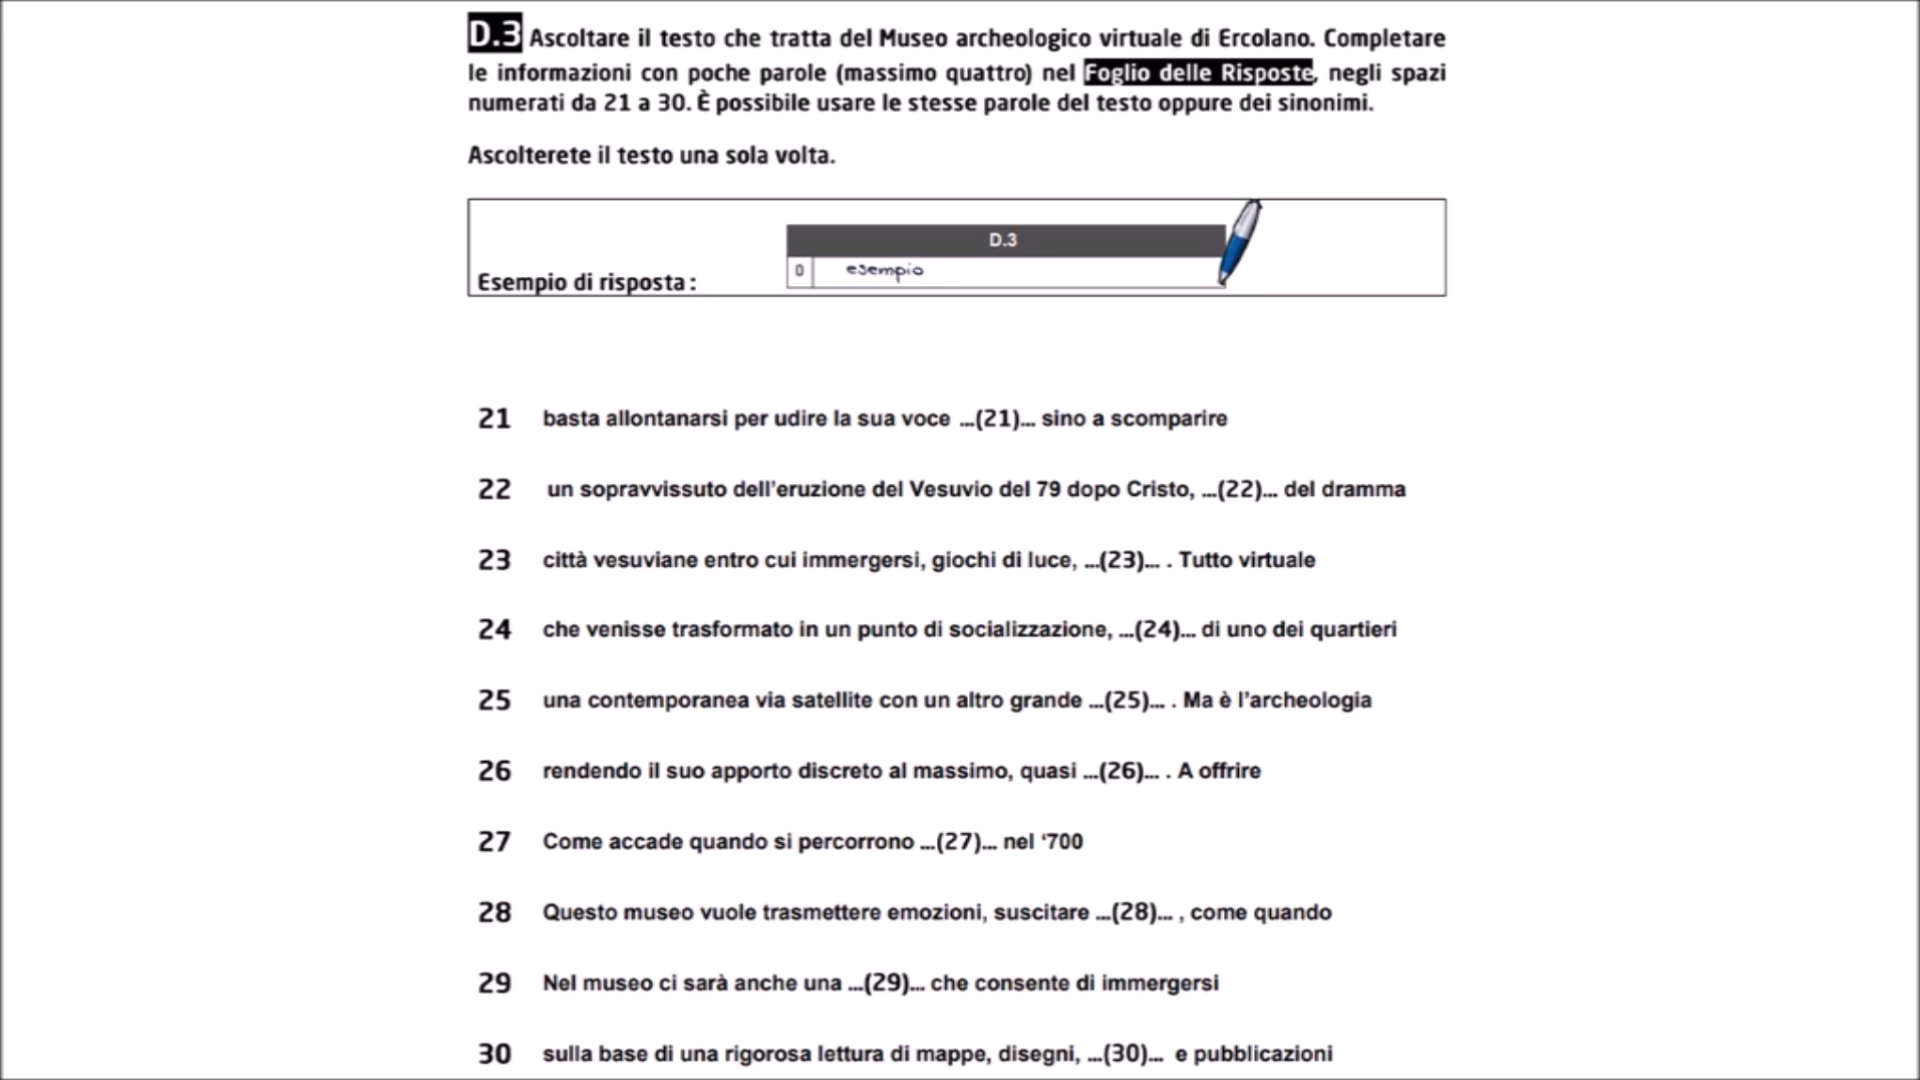 D.3 Ascoltare il testo che tratta del Museo archeologico virtuale di Ercolano. Completare
le informazioni con poche parole (massimo quattro) nel Foglio delle Risposte, negli spazi
numerati da 21 a 30. È possibile usare le stesse parole del testo oppure dei sinonimi.
Ascolterete il testo una sola volta.
D.3
0 esempio
Esempio di risposta :
21 basta allontanarsi per udire la sua voce ...(21)... sino a scomparire
22 un sopravvissuto dell'eruzione del Vesuvio del 79 dopo Cristo, ...(22)... del dramma
23 città vesuviane entro cui immergersi, giochi di luce, ...(23)... . Tutto virtuale
24 che venisse trasformato in un punto di socializzazione, ...(24)... di uno dei quartieri
25 una contemporanea via satellite con un altro grande ...(25)... . Ma è l'archeologia
26 rendendo il suo apporto discreto al massimo, quasi ...(26)... . A offrire
27 Come accade quando si percorrono ...(27)... nel '700
28 Questo museo vuole trasmettere emozioni, suscitare ...(28)... , come quando
29 Nel museo ci sarà anche una ...(29)... che consente di immergersi
30 sulla base di una rigorosa lettura di mappe, disegni, ...(30)... e pubblicazioni